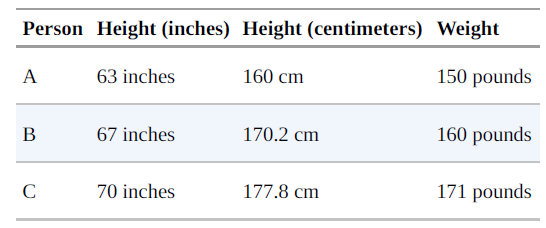 Person Height (inches) Height (centimeters) Weight
A 63 inches 160 cm 150 pounds
B 67 inches 170.2 cm 160 pounds
C 70 inches 177.8 cm 171 pounds